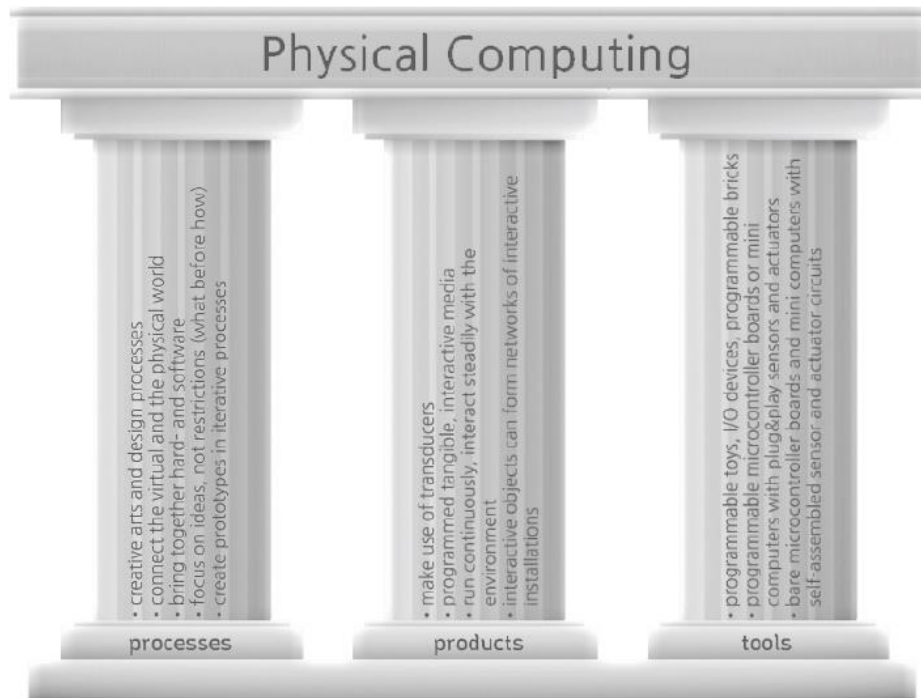 Physical Computing
• creative arts and design processes
• connect the virtual and the physical world
• bring together hard- and software
• focus on ideas, not restrictions (what before how)
• create prototypes in iterative processes
processes
• make use of transducers
• programmed tangible, interactive media
• run continuously, interact steadily with the
environment
• interactive objects can form networks of interactive
installations
products
• programmable toys, I/O devices, programmable bricks
• programmable microcontroller boards or mini
computers with plug&play sensors and actuators
• bare microcontroller boards and mini computers with
self-assembled sensor and actuator circuits
tools